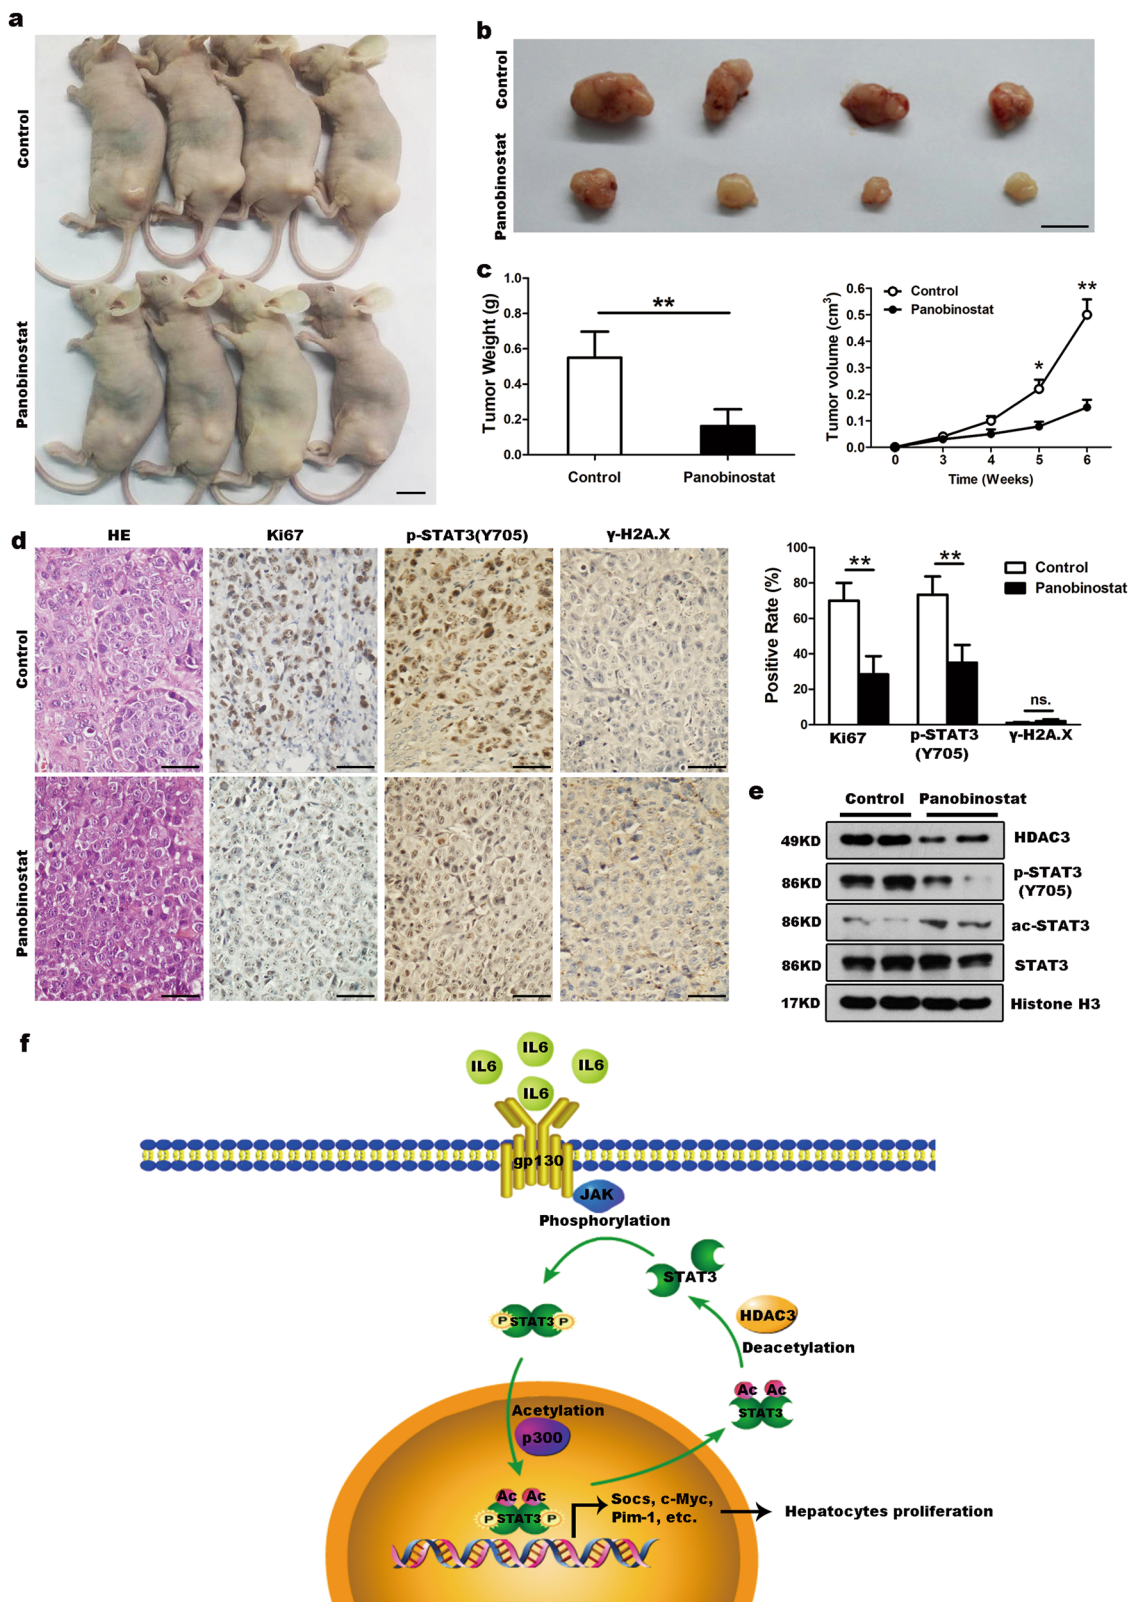 a
Control
Panobinostat
b
Control
Panobinostat
c
Tumor Weight (g)
1.0
0.8
0.6
0.4
0.2
0.0
**
Control
Panobinostat
Tumor volume (cm3)
0.6
0.5
0.4
0.3
0.2
0.1
0.0
Control
Panobinostat
*
**
0
3
4
5
6
Time (Weeks)
d
HE
Ki67
p-STAT3(Y705)
γ-H2A.X
Control
Panobinostat
Positive Rate (%)
100
80
60
40
20
0
**
**
ns.
Control
Panobinostat
Ki67
p-STAT3
(Y705)
γ-H2A.X
e
Control
Panobinostat
49KD
HDAC3
86KD
p-STAT3
(Y705)
86KD
ac-STAT3
86KD
STAT3
17KD
Histone H3
f
IL6
IL6
IL6
IL6
gp130
JAK
Phosphorylation
STAT3
HDAC3
Deacetylation
P STAT3 P
Ac Ac
STAT3
Acetylation
p300
Ac Ac
P STAT3 P
Socs, c-Myc,
Pim-1, etc.
Hepatocytes proliferation